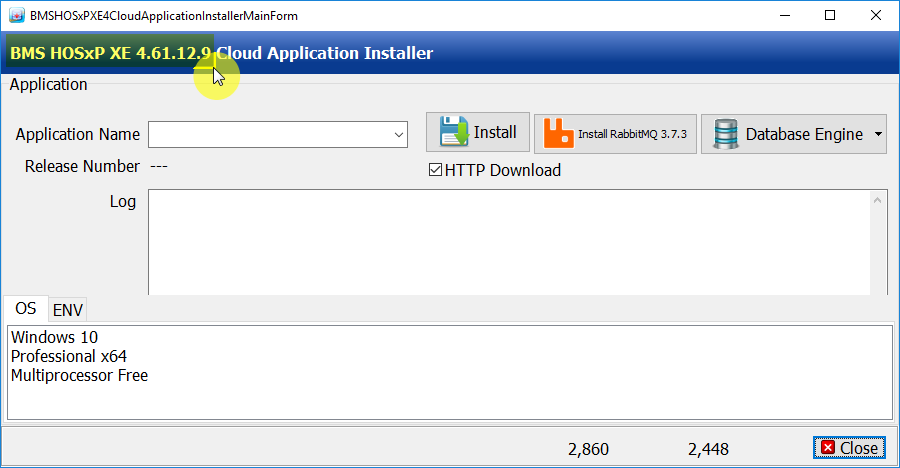 BMSHOSxPXE4CloudApplicationInstallerMainForm
BMS HOSxP XE 4.61.12.9 Cloud Application Installer
Application
Application Name
Install
Install RabbitMQ 3.7.3
Database Engine
Release Number ---
HTTP Download
Log
OS ENV
Windows 10
Professional x64
Multiprocessor Free
2,860 2,448 Close